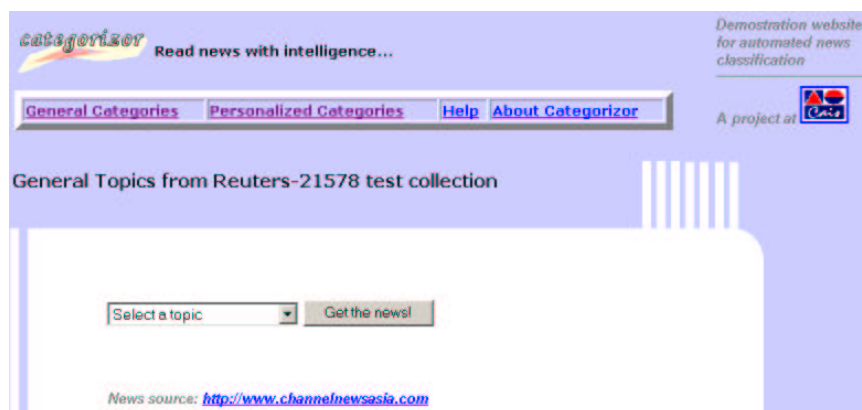 categorizor Read news with intelligence...
Demostration website
for automated news
classification
General Categories Personalized Categories Help About Categorizor
A project at Cais
General Topics from Reuters-21578 test collection
Select a topic Get the news!
News source: http://www.channelnewsasia.com